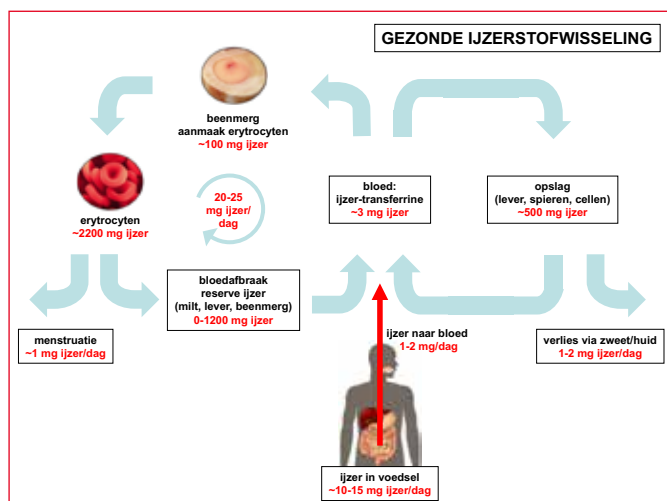 GEZONDE IJZERSTOFWISSELING
beenmerg
aanmaak erytrocyten
~100 mg ijzer
erytrocyten
~2200 mg ijzer
20-25
mg ijzer/
dag
bloed:
ijzer-transferrine
~3 mg ijzer
opslag
(lever, spieren, cellen)
~500 mg ijzer
bloedafbraak
reserve ijzer
(milt, lever, beenmerg)
0-1200 mg ijzer
menstruatie
~1 mg ijzer/dag
ijzer naar bloed
1-2 mg/dag
verlies via zweet/huid
1-2 mg ijzer/dag
ijzer in voedsel
~10-15 mg ijzer/dag